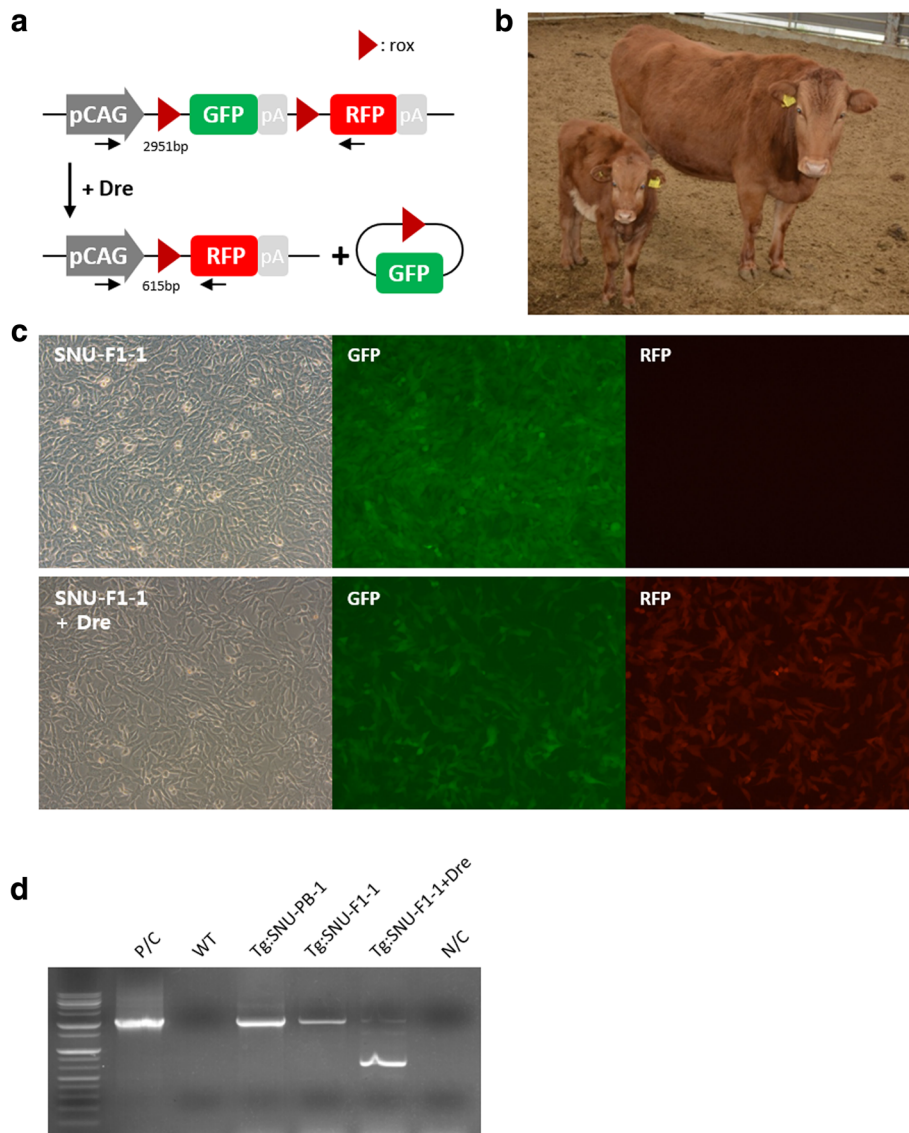 a
: rox
pCAG GFP pA RFP pA
2951bp
+ Dre
pCAG RFP pA + GFP
615bp
b
c
SNU-F1-1 GFP RFP
SNU-F1-1 GFP RFP
+ Dre
d
P/C WT Tg:SNU-PB-1 Tg:SNU-F1-1 Tg:SNU-F1-1+Dre N/C